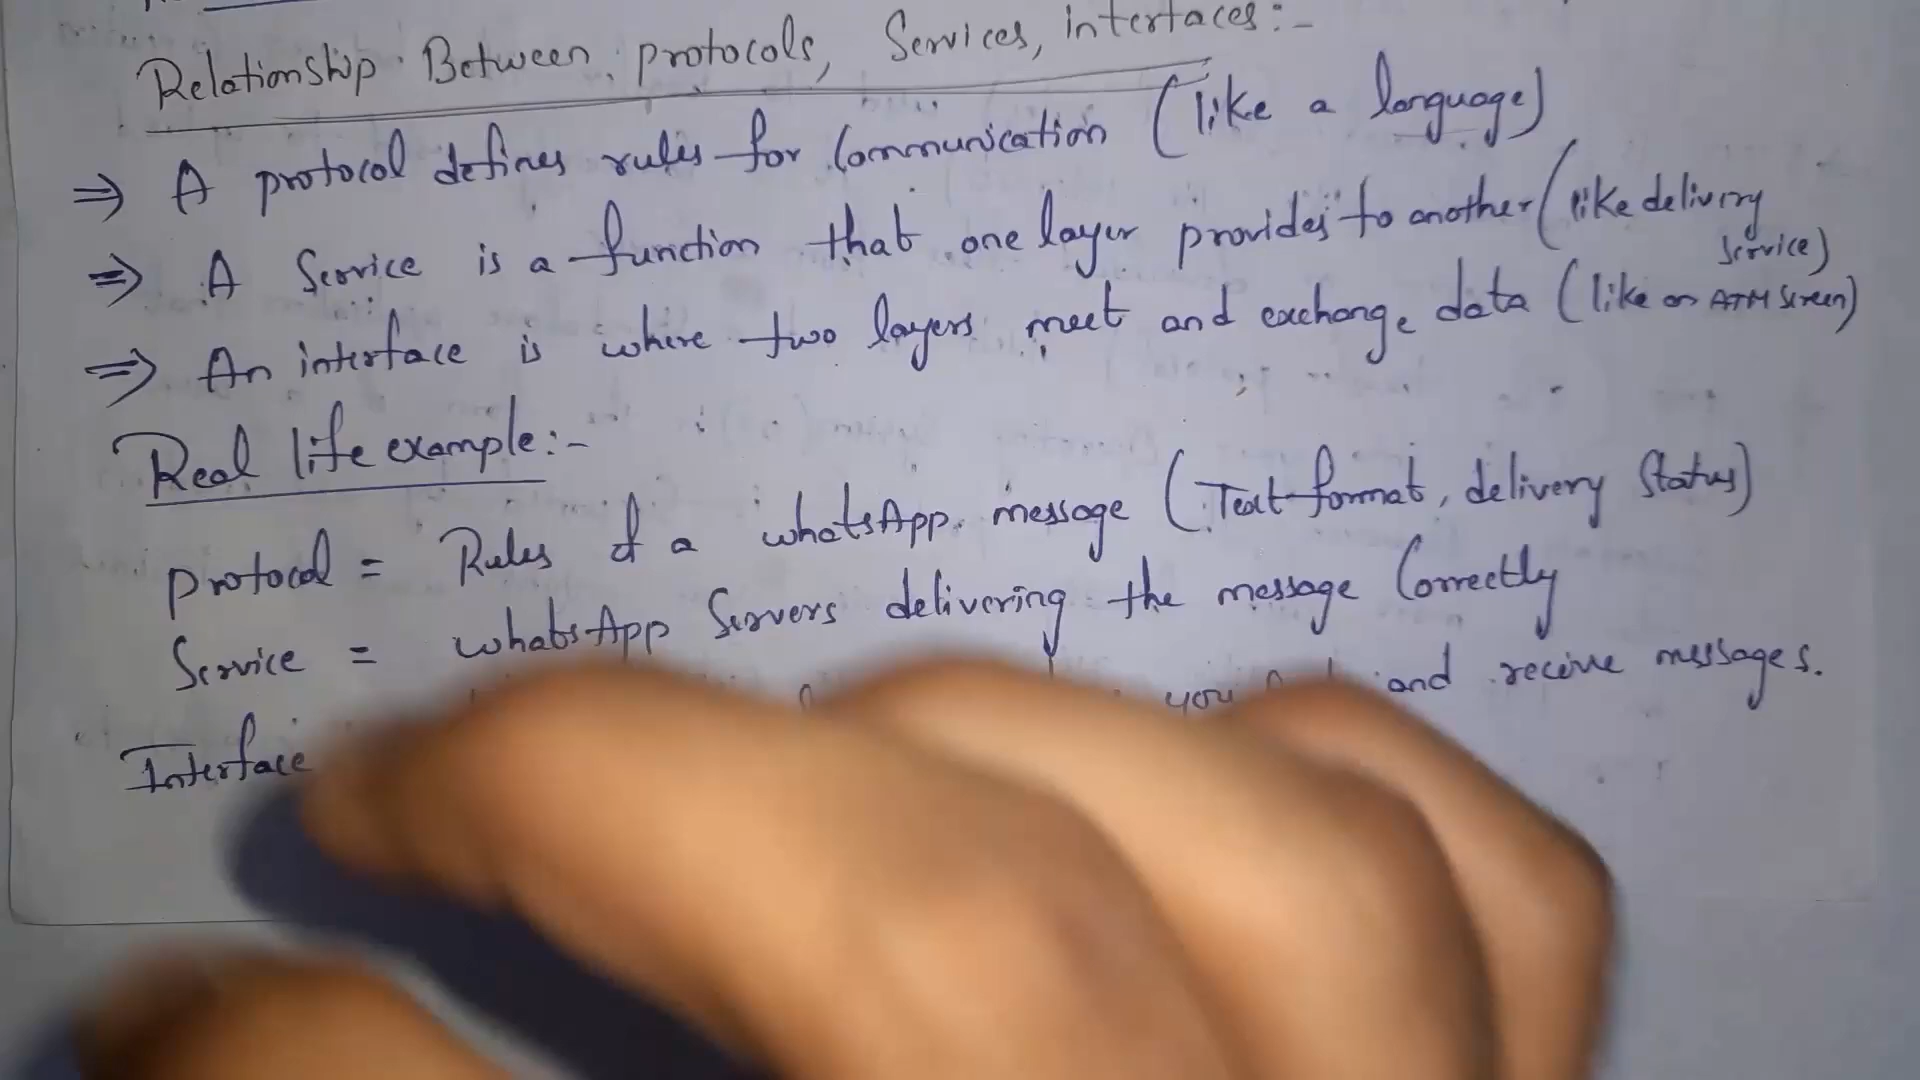 Relationship Between protocols, Services, interfaces:-
⇒ A protocol defines rules for Communication (like a language)
⇒ A Service is a function that one layer provides to another (like delivery service)
⇒ An interface is where two layers meet and exchange data (like an ATM screen)
Real life example:-
protocol = Rules of a whatsApp message (Text format, delivery Status)
Service = whatsApp Servers delivering the message Correctly
Interface you and receive messages.